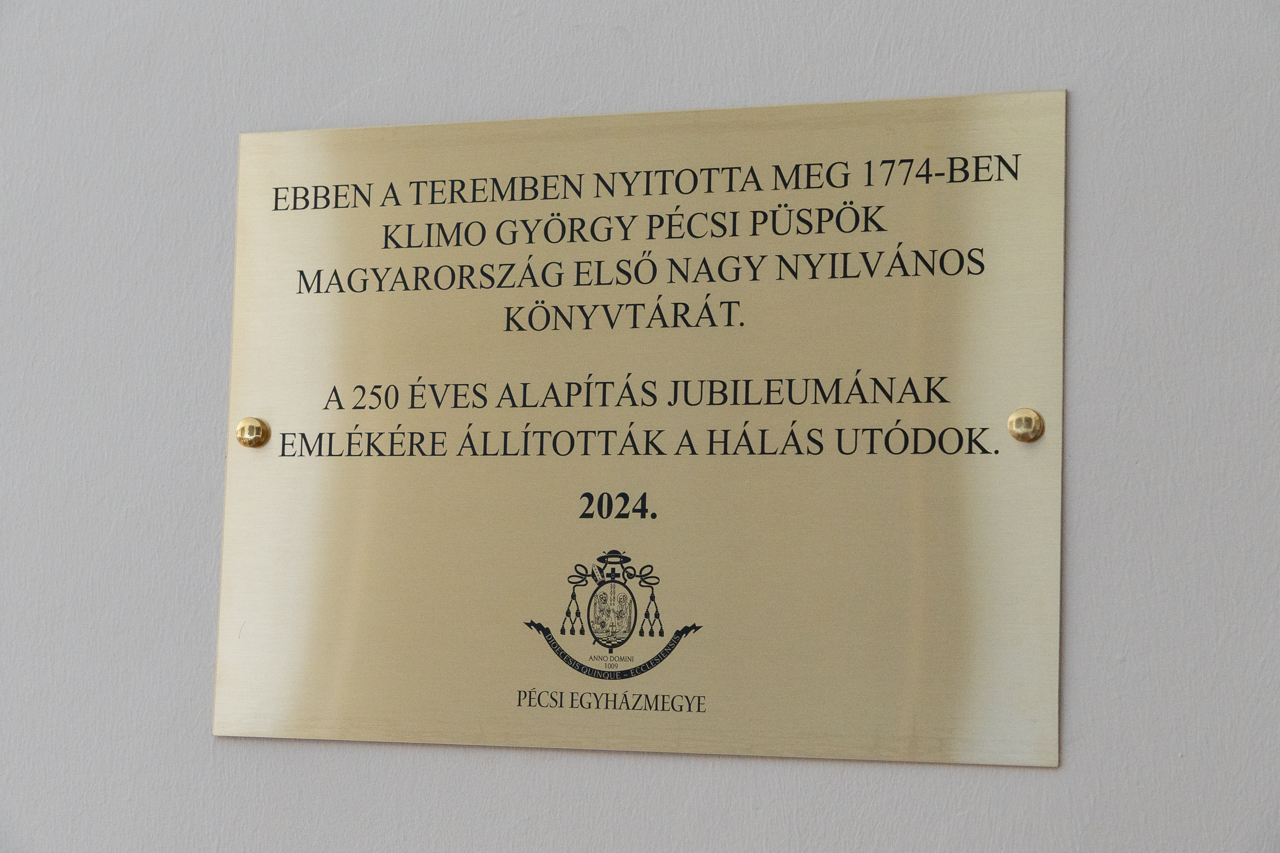 EBBEN A TEREMBEN NYITOTTA MEG 1774-BEN
KLIMO GYÖRGY PÉCSI PÜSPÖK
MAGYARORSZÁG ELSŐ NAGY NYILVÁNOS
KÖNYVTÁRÁT.
A 250 ÉVES ALAPÍTÁS JUBILEUMÁNAK
EMLÉKÉRE ÁLLÍTOTTÁK A HÁLÁS UTÓDOK.
2024.
ANNO DOMINI
1009
DIOECESIS QUINQUE - ECCLESIENSIS
PÉCSI EGYHÁZMEGYE